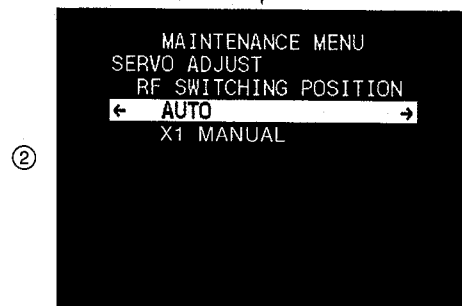 MAINTENANCE MENU
SERVO ADJUST
RF SWITCHING POSITION
← AUTO →
X1 MANUAL
②